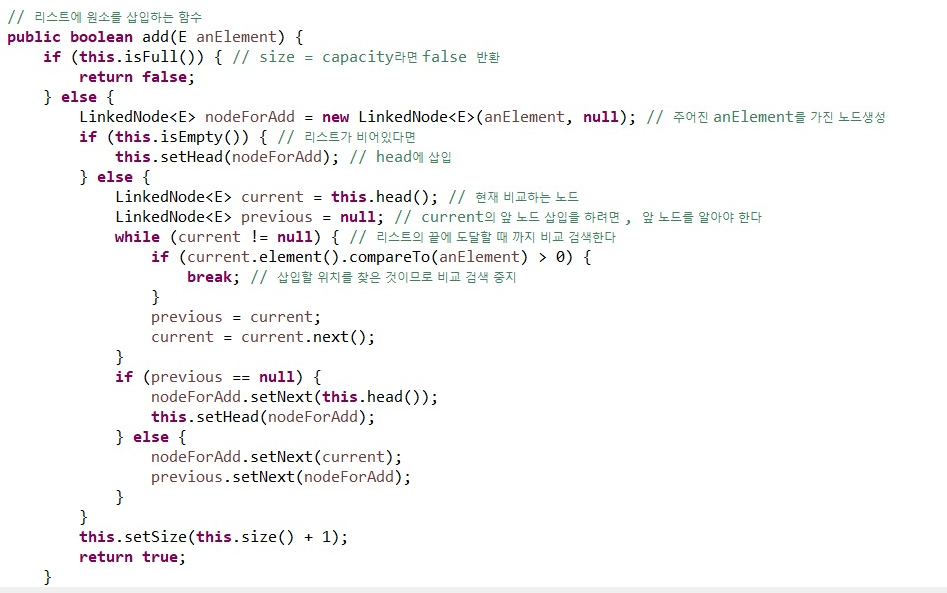 // 리스트에 원소를 삽입하는 함수
public boolean add(E anElement) {
    if (this.isFull()) { // size = capacity라면 false 반환
        return false;
    } else {
        LinkedNode<E> nodeForAdd = new LinkedNode<E>(anElement, null); // 주어진 anElement를 가진 노드생성
        if (this.isEmpty()) { // 리스트가 비어있다면
            this.setHead(nodeForAdd); // head에 삽입
        } else {
            LinkedNode<E> current = this.head(); // 현재 비교하는 노드
            LinkedNode<E> previous = null; // current의 앞 노드 삽입을 하려면 , 앞 노드를 알아야 한다
            while (current != null) { // 리스트의 끝에 도달할 때 까지 비교 검색한다
                if (current.element().compareTo(anElement) > 0) {
                    break; // 삽입할 위치를 찾은 것이므로 비교 검색 중지
                }
                previous = current;
                current = current.next();
            }
            if (previous == null) {
                nodeForAdd.setNext(this.head());
                this.setHead(nodeForAdd);
            } else {
                nodeForAdd.setNext(current);
                previous.setNext(nodeForAdd);
            }
        }
        this.setSize(this.size() + 1);
        return true;
    }